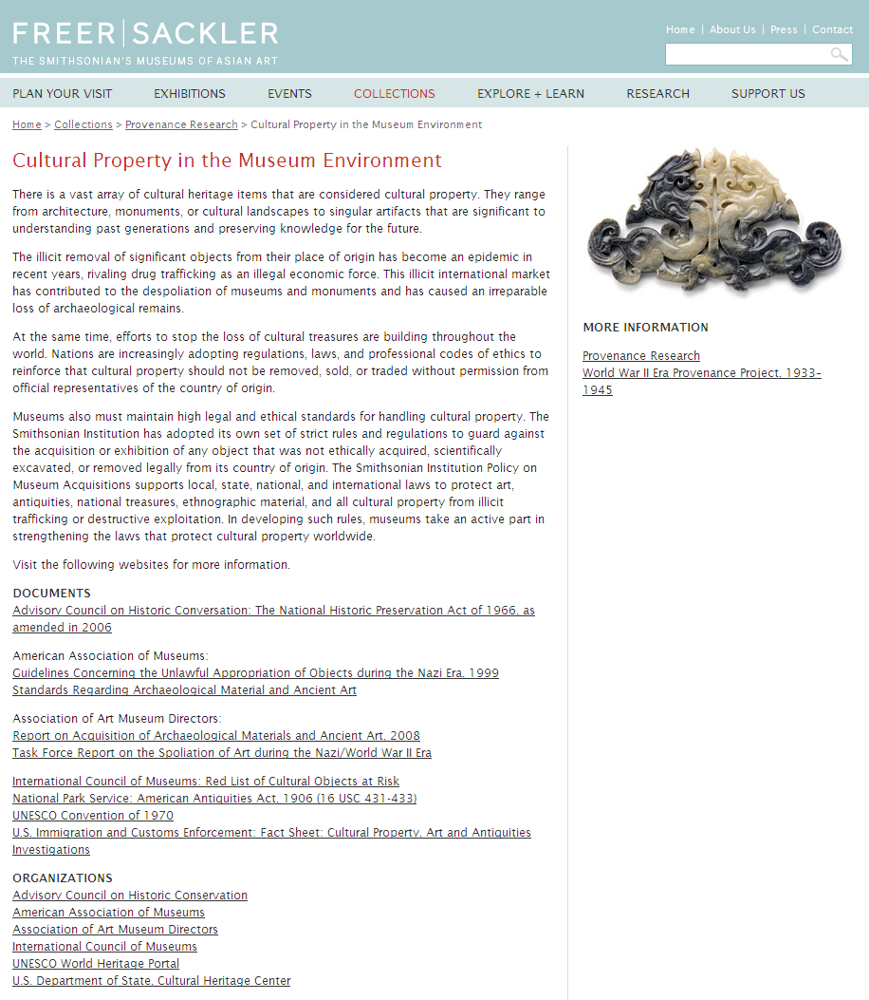 FREER|SACKLER
THE SMITHSONIAN'S MUSEUMS OF ASIAN ART
Home | About Us | Press | Contact
PLAN YOUR VISIT EXHIBITIONS EVENTS COLLECTIONS EXPLORE + LEARN RESEARCH SUPPORT US
Home > Collections > Provenance Research > Cultural Property in the Museum Environment
Cultural Property in the Museum Environment
There is a vast array of cultural heritage items that are considered cultural property. They range
from architecture, monuments, or cultural landscapes to singular artifacts that are significant to
understanding past generations and preserving knowledge for the future.
The illicit removal of significant objects from their place of origin has become an epidemic in
recent years, rivaling drug trafficking as an illegal economic force. This illicit international market
has contributed to the despoliation of museums and monuments and has caused an irreparable
loss of archaeological remains.
At the same time, efforts to stop the loss of cultural treasures are building throughout the
world. Nations are increasingly adopting regulations, laws, and professional codes of ethics to
reinforce that cultural property should not be removed, sold, or traded without permission from
official representatives of the country of origin.
Museums also must maintain high legal and ethical standards for handling cultural property. The
Smithsonian Institution has adopted its own set of strict rules and regulations to guard against
the acquisition or exhibition of any object that was not ethically acquired, scientifically
excavated, or removed legally from its country of origin. The Smithsonian Institution Policy on
Museum Acquisitions supports local, state, national, and international laws to protect art,
antiquities, national treasures, ethnographic material, and all cultural property from illicit
trafficking or destructive exploitation. In developing such rules, museums take an active part in
strengthening the laws that protect cultural property worldwide.
Visit the following websites for more information.
DOCUMENTS
Advisory Council on Historic Conversation: The National Historic Preservation Act of 1966, as
amended in 2006
American Association of Museums:
Guidelines Concerning the Unlawful Appropriation of Objects during the Nazi Era, 1999
Standards Regarding Archaeological Material and Ancient Art
Association of Art Museum Directors:
Report on Acquisition of Archaeological Materials and Ancient Art, 2008
Task Force Report on the Spoliation of Art during the Nazi/World War II Era
International Council of Museums: Red List of Cultural Objects at Risk
National Park Service: American Antiquities Act, 1906 (16 USC 431-433)
UNESCO Convention of 1970
U.S. Immigration and Customs Enforcement: Fact Sheet: Cultural Property, Art and Antiquities
Investigations
ORGANIZATIONS
Advisory Council on Historic Conservation
American Association of Museums
Association of Art Museum Directors
International Council of Museums
UNESCO World Heritage Portal
U.S. Department of State, Cultural Heritage Center
MORE INFORMATION
Provenance Research
World War II Era Provenance Project, 1933–
1945